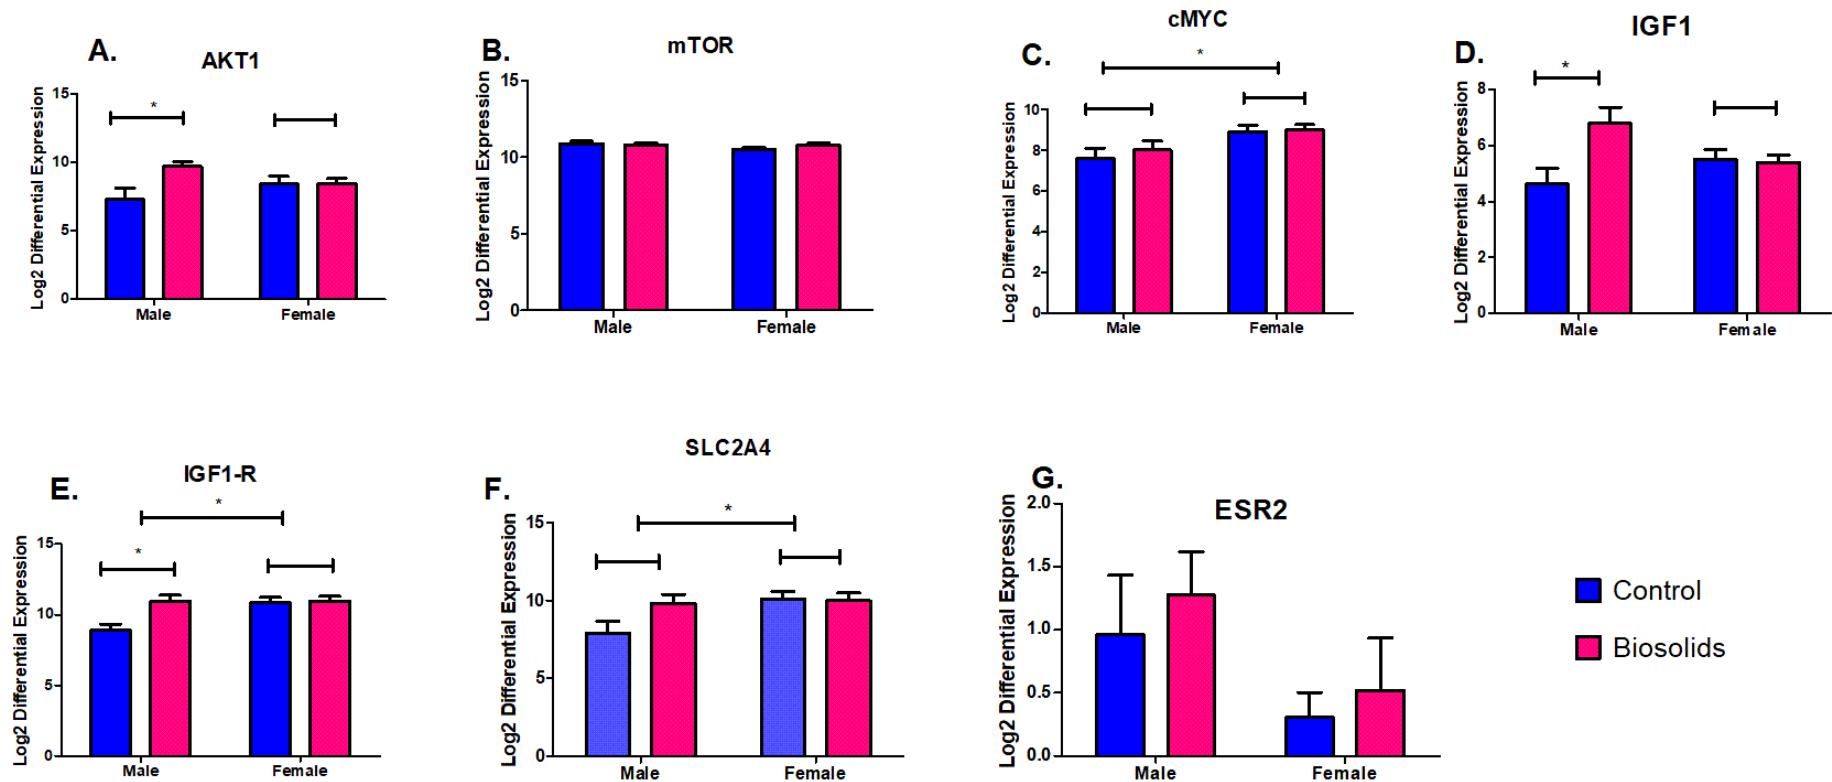 A.
AKT1
*
Log2 Differential Expression
15
10
5
0
Male
Female
B.
mTOR
Log2 Differential Expression
15
10
5
0
Male
Female
C.
cMYC
*
Log2 Differential Expression
10
8
6
4
2
0
Male
Female
D.
IGF1
*
Log2 Differential Expression
8
6
4
2
0
Male
Female
E.
IGF1-R
*
*
Log2 Differential Expression
15
10
5
0
Male
Female
F.
SLC2A4
*
Log2 Differential Expression
15
10
5
0
Male
Female
G.
ESR2
Log2 Differential Expression
2.0
1.5
1.0
0.5
0.0
Male
Female
Control
Biosolids